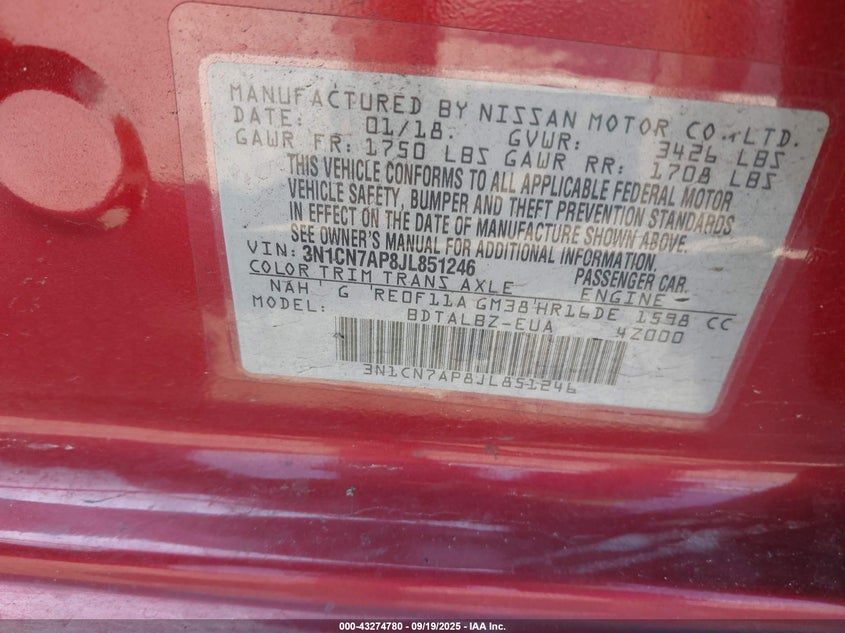 MANUFACTURED BY NISSAN MOTOR CO.,LTD.
DATE: 01/18 GVWR: 3426 LBS
GAWR FR: 1750 LBS GAWR RR: 1708 LBS
THIS VEHICLE CONFORMS TO ALL APPLICABLE FEDERAL MOTOR
VEHICLE SAFETY, BUMPER AND THEFT PREVENTION STANDARDS
IN EFFECT ON THE DATE OF MANUFACTURE SHOWN ABOVE.
SEE OWNER'S MANUAL FOR ADDITIONAL INFORMATION.
VIN: 3N1CN7AP8JL851246 PASSENGER CAR.
COLOR TRIM TRANS AXLE ENGINE
NAH G RE0F11A GM38 HR16DE 1598 CC
MODEL: BDTALBZ-EUA 4Z000
3N1CN7AP8JL851246
000-43274780 - 09/19/2025 - IAA Inc.